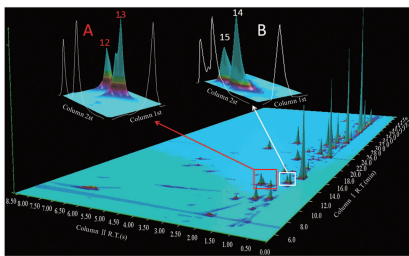 13
A
12
14
B
15
Column 2st
Column 1st
Column 2st
Column 1st
8.50 8.00 7.50 7.00 6.50 6.00 5.50 5.00 4.50 4.00 3.50 3.00 2.50 2.00 1.50 1.00 0.50 0.00
Column II R.T.(s)
6.0
10.0
12.0
14.0
16.0
18.0
20.0
Column I R.T.(min)